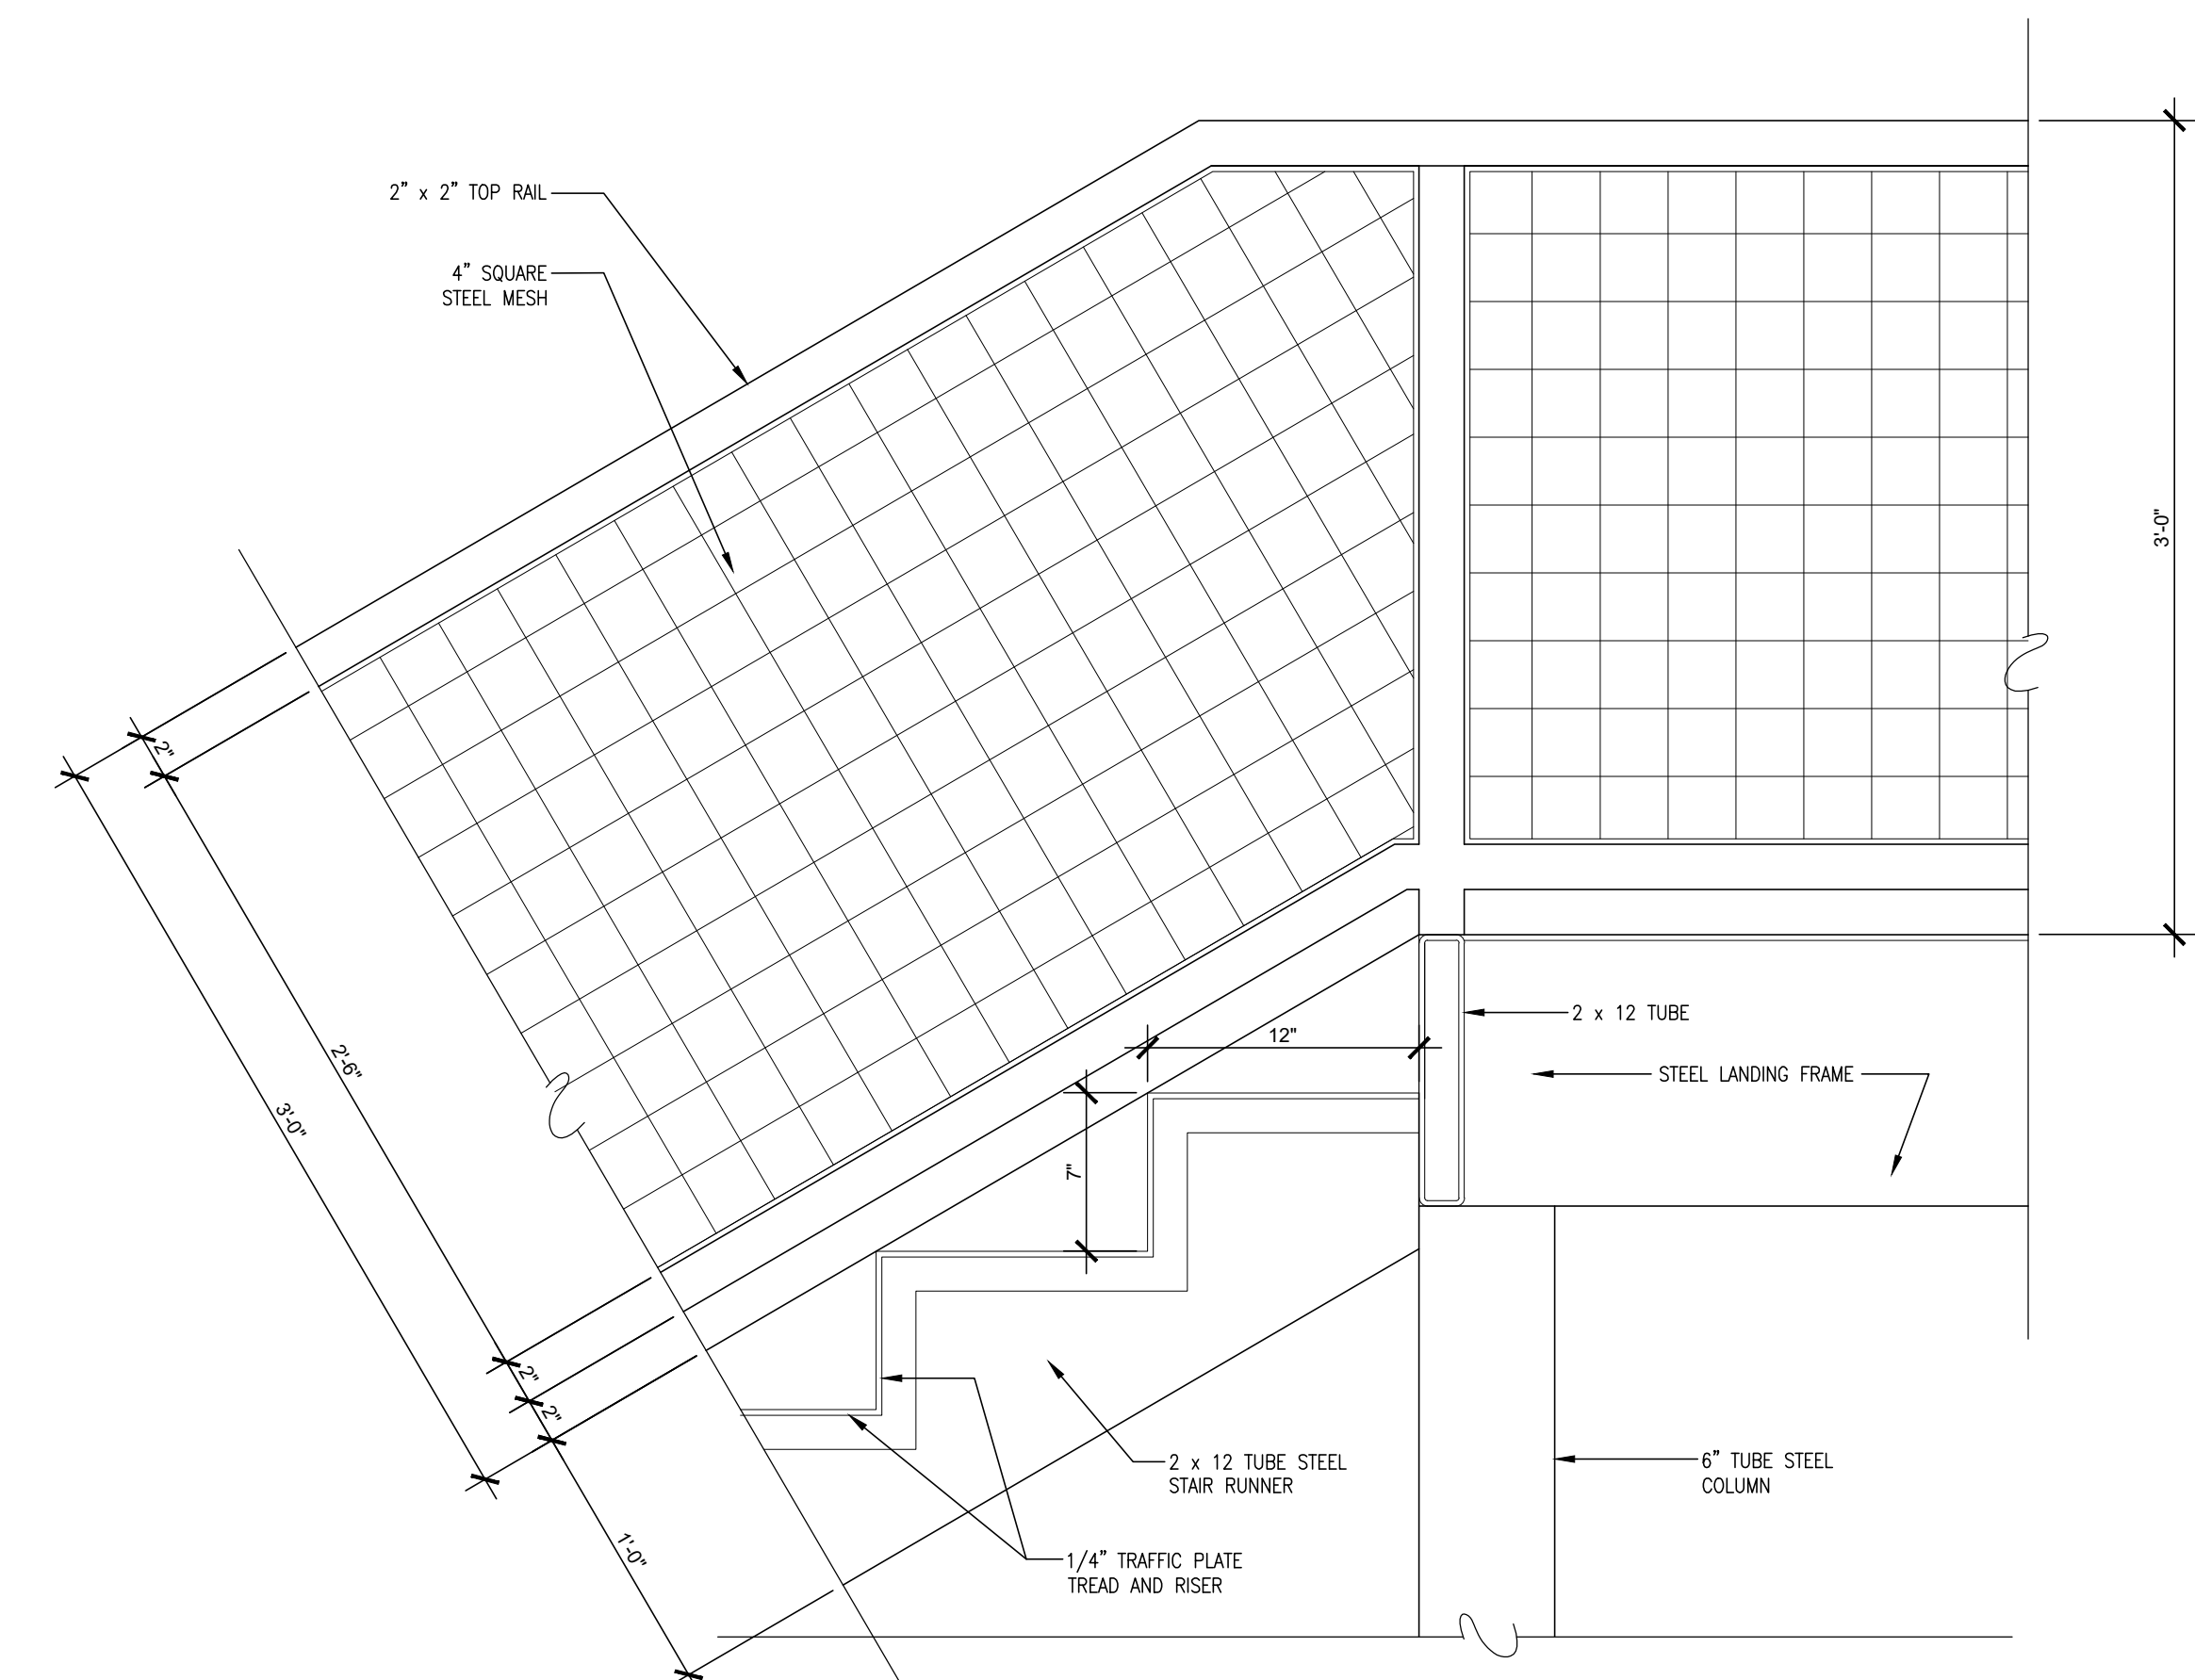 2” x 2” TOP RAIL
4” SQUARE
STEEL MESH
3'-0"
2"
2'-6"
3'-0"
2"
2"
1'-0"
12"
7"
2 x 12 TUBE
STEEL LANDING FRAME
2 x 12 TUBE STEEL
STAIR RUNNER
6” TUBE STEEL
COLUMN
1/4” TRAFFIC PLATE
TREAD AND RISER